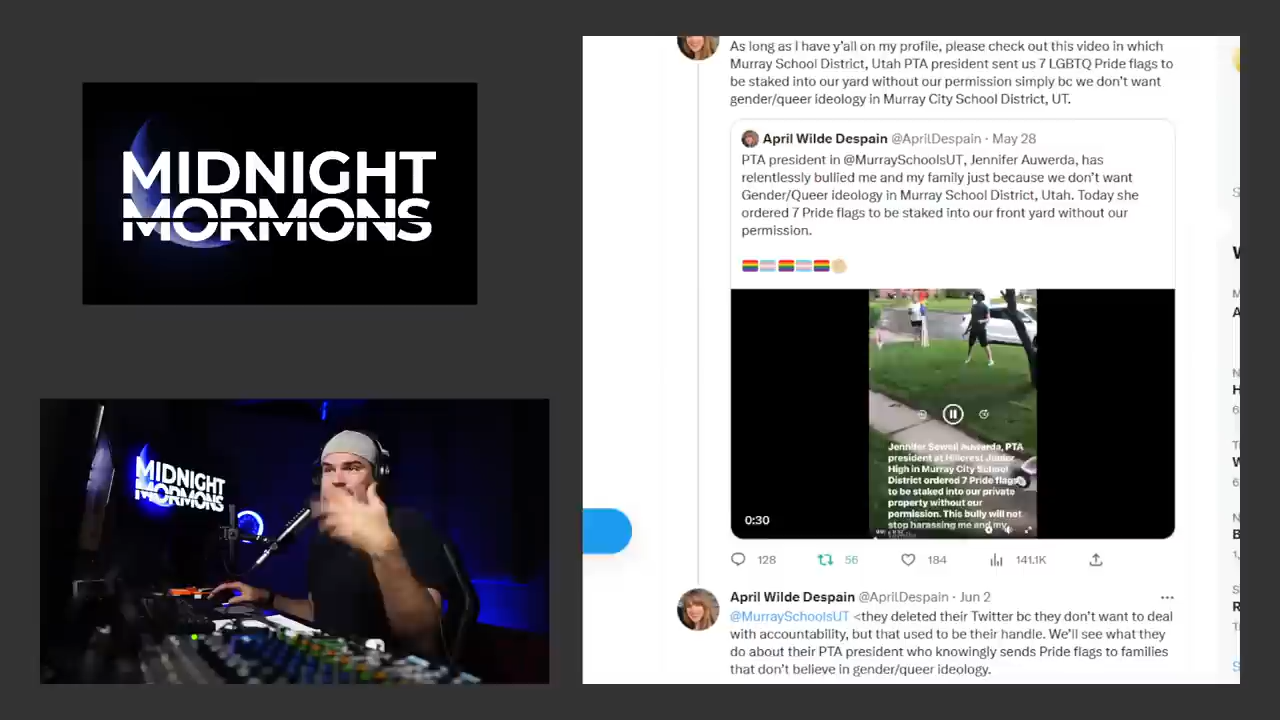 MIDNIGHT
MORMONS
MIDNIGHT
MORMONS
As long as I have y'all on my profile, please check out this video in which
Murray School District, Utah PTA president sent us 7 LGBTQ Pride flags to
be staked into our yard without our permission simply bc we don't want
gender/queer ideology in Murray City School District, UT.
April Wilde Despain @AprilDespain · May 28
PTA president in @MurraySchoolsUT, Jennifer Auwerda, has
relentlessly bullied me and my family just because we don't want
Gender/Queer ideology in Murray School District, Utah. Today she
ordered 7 Pride flags to be staked into our front yard without our
permission.
Jennifer Sewell Auwerda, PTA
president at Hillcrest Junior
High in Murray City School
District ordered 7 Pride flags
to be staked into our private
property without our
permission. This bully will not
stop harassing me and my
0:30
128 56 184 141.1K
April Wilde Despain @AprilDespain · Jun 2
@MurraySchoolsUT <they deleted their Twitter bc they don't want to deal
with accountability, but that used to be their handle. We'll see what they
do about their PTA president who knowingly sends Pride flags to families
that don't believe in gender/queer ideology.